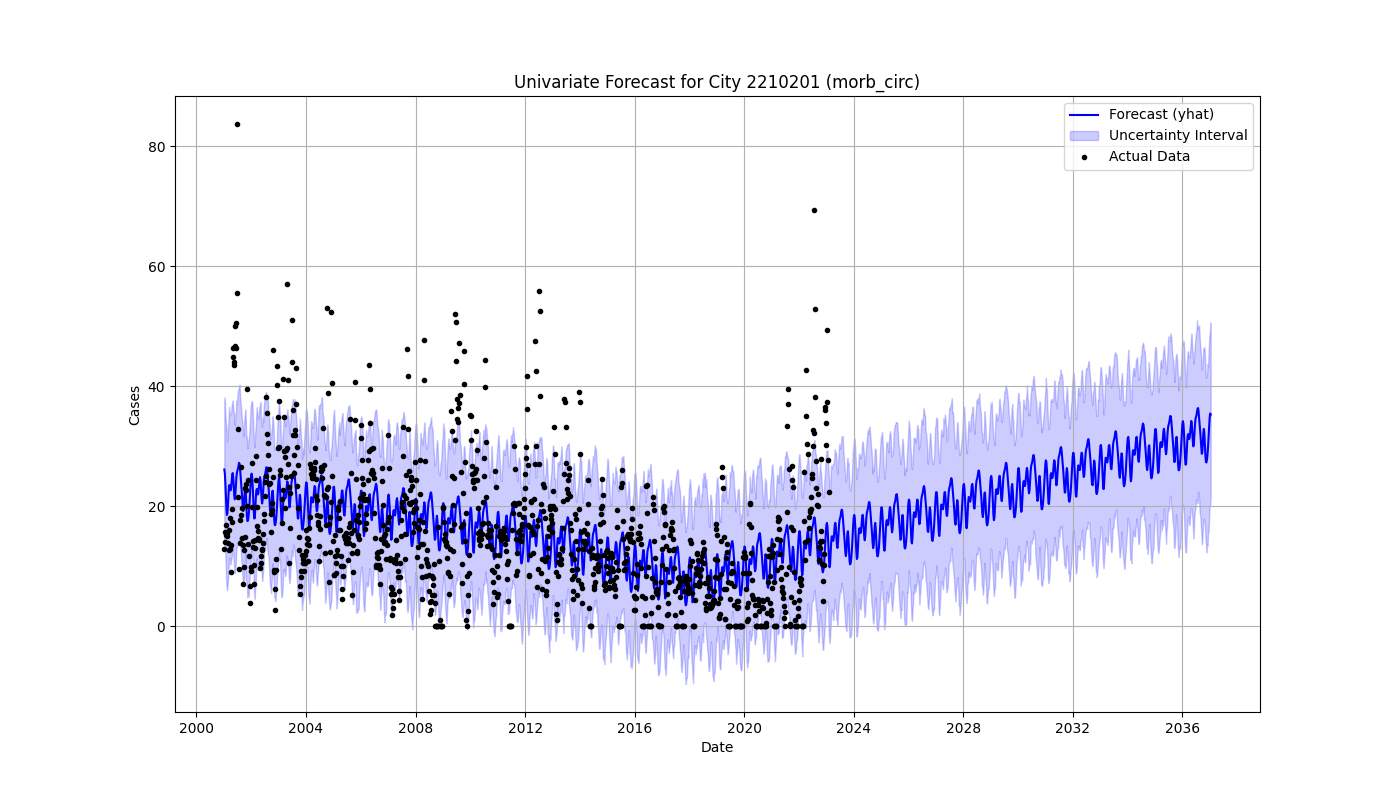 Univariate Forecast for City 2210201 (morb_circ)
Forecast (yhat)
Uncertainty Interval
Actual Data
Cases
80
60
40
20
0
2000 2004 2008 2012 2016 2020 2024 2028 2032 2036
Date